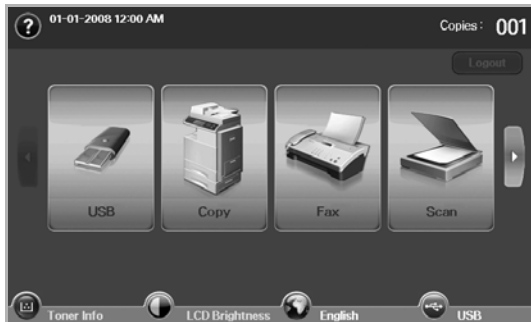 ?
01-01-2008 12:00 AM
Copies: 001
Logout
USB
Copy
Fax
Scan
Toner Info
LCD Brightness
English
USB